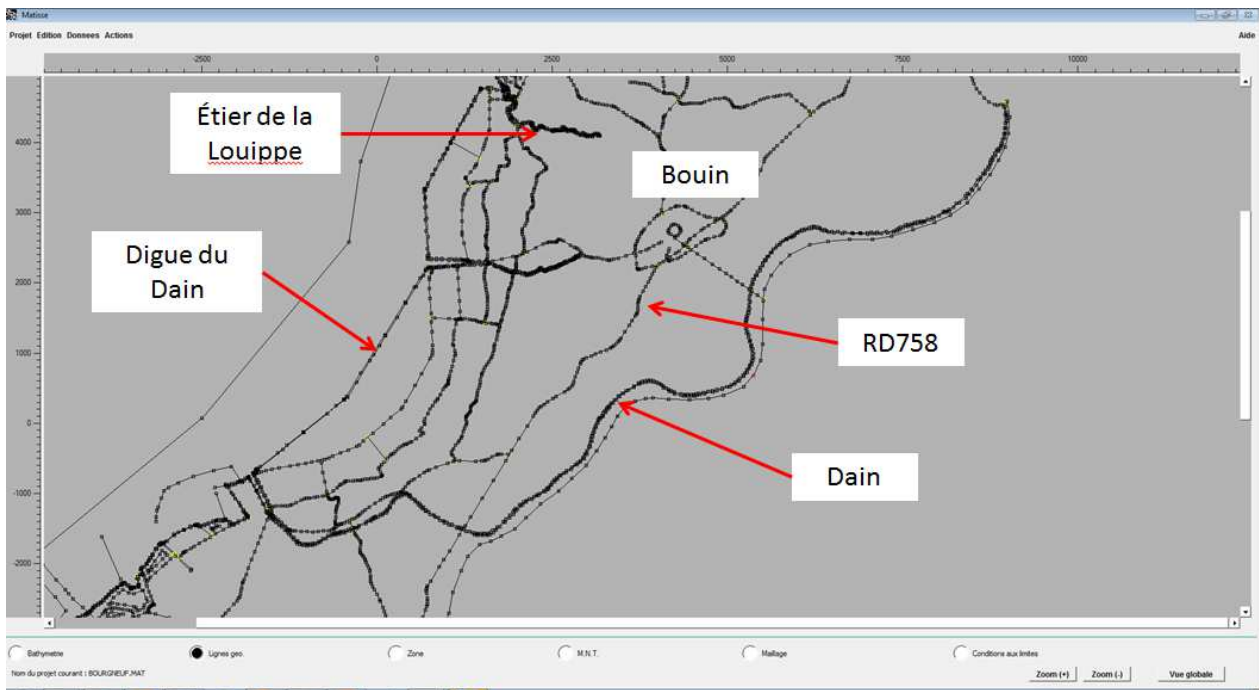 Matisse
Projet Edition Donnees Actions Aide
-2500 0 2500 5000 7500 10000
4000
3000
2000
1000
0
-1000
-2000
Étier de la
Louippe
Bouin
Digue du
Dain
RD758
Dain
Bathymetrie Lignes geo. Zone M.N.T. Maillage Conditions aux limites
Nom du projet courant : BOURGNEUF.MAT Zoom (+) Zoom (-) Vue globale